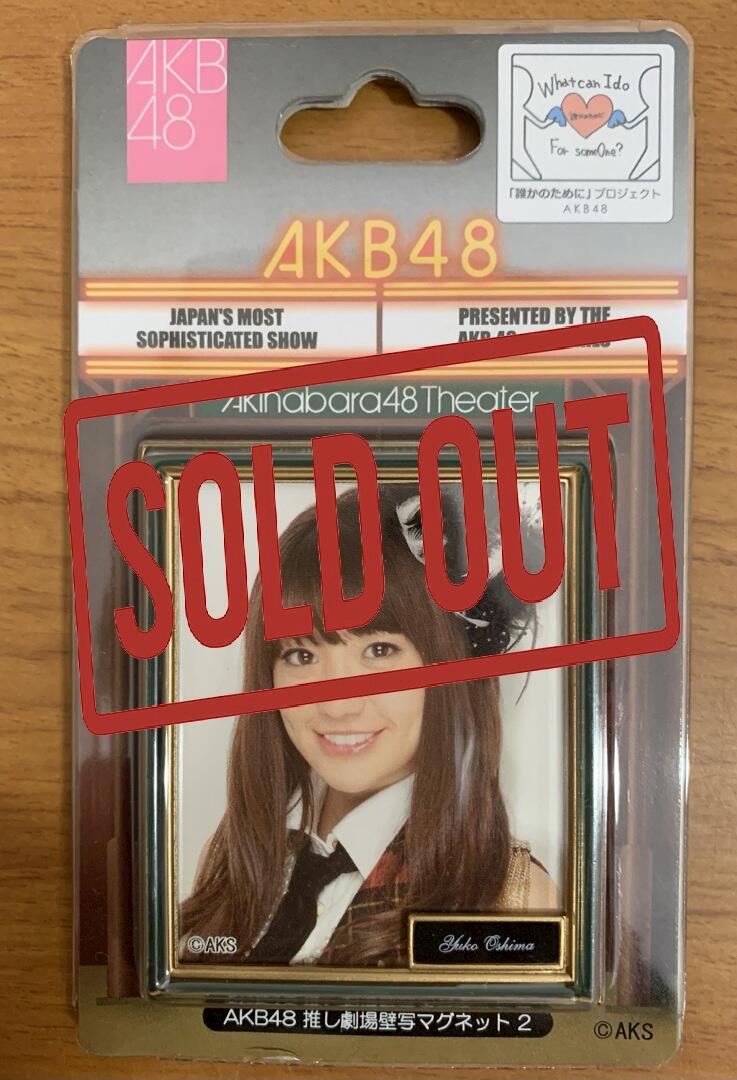 AKB
48
What can I do
For someOne?
「誰かのために」プロジェクト
AKB48
AKB48
JAPAN'S MOST
SOPHISTICATED SHOW
PRESENTED BY THE
Akihabara48Theater
SOLD OUT
©AKS
Yuko Oshima
AKB48 推し劇場壁写マグネット 2
©AKS